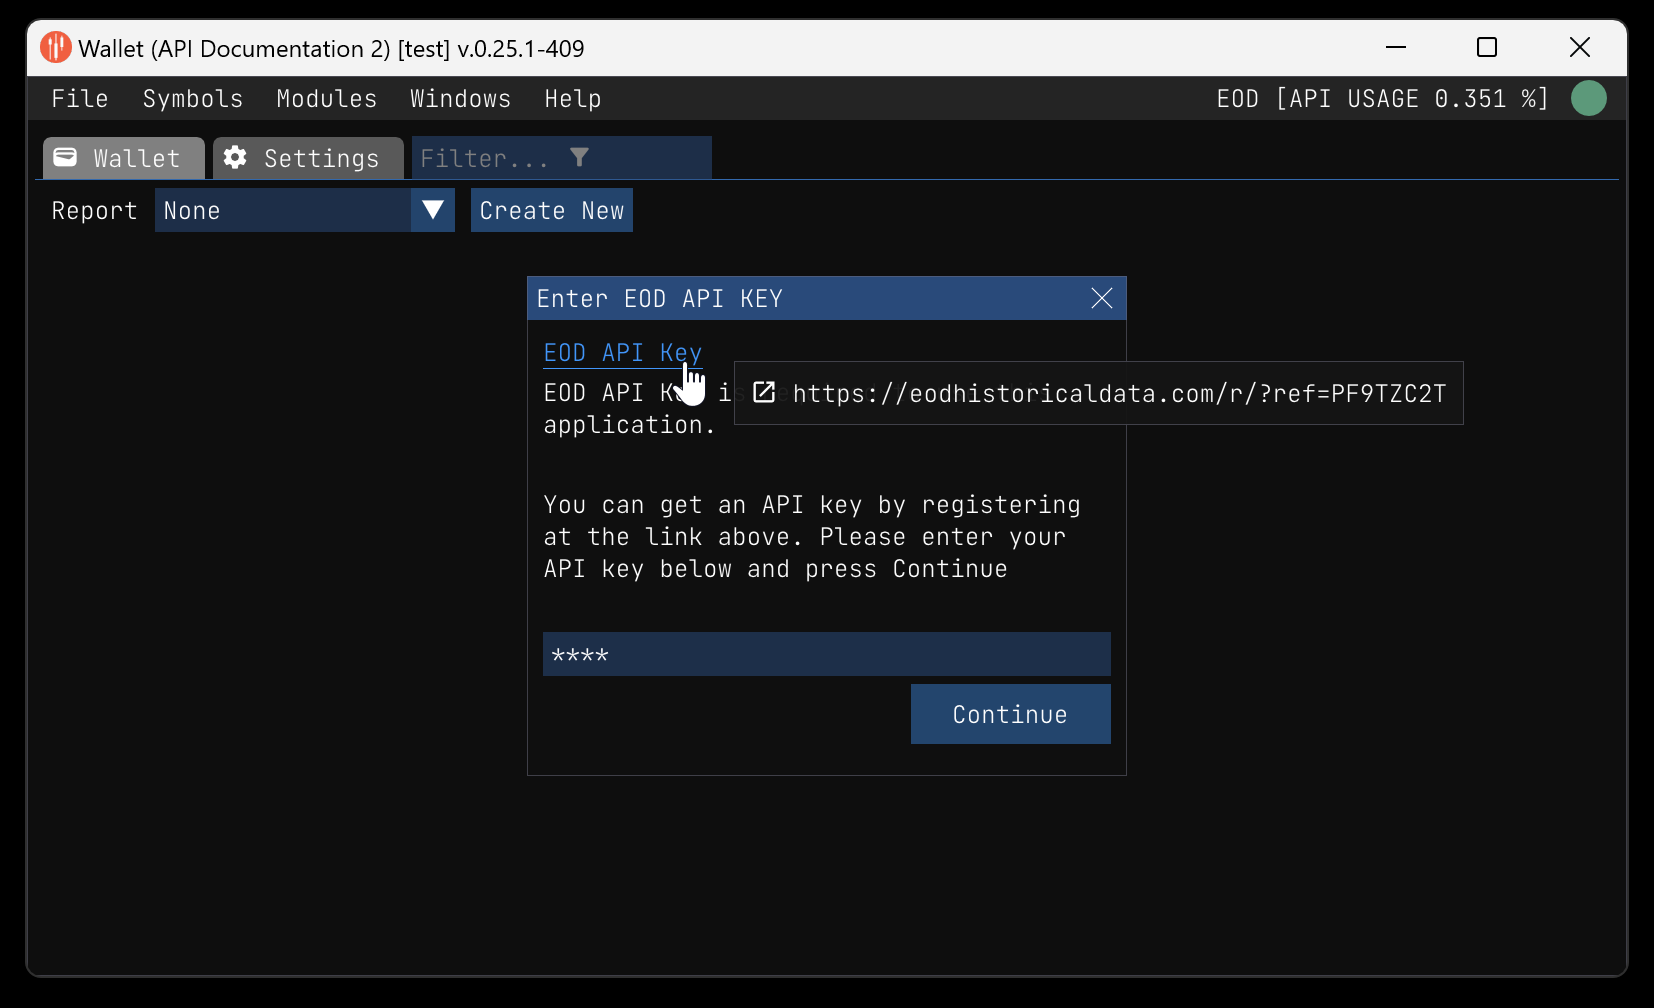 Wallet (API Documentation 2) [test] v.0.25.1-409
File Symbols Modules Windows Help EOD [API USAGE 0.351 %]
Wallet Settings Filter...
Report None Create New
Enter EOD API KEY
EOD API Key
https://eodhistoricaldata.com/r/?ref=PF9TZC2T
EOD API
application.
You can get an API key by registering
at the link above. Please enter your
API key below and press Continue
****
Continue